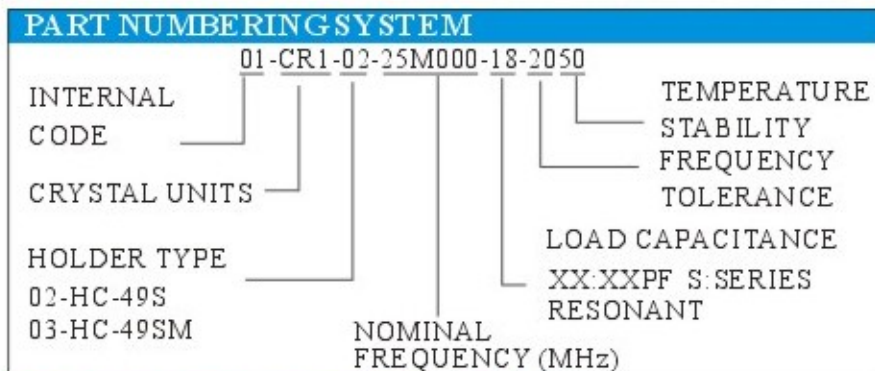 PART NUMBERING SYSTEM
01-CR1-02-25M000-18-2050
INTERNAL
CODE
CRYSTAL UNITS
HOLDER TYPE
02-HC-49S
03-HC-49SM
NOMINAL
FREQUENCY (MHz)
TEMPERATURE
STABILITY
FREQUENCY
TOLERANCE
LOAD CAPACITANCE
XX:XXPF S:SERIES
RESONANT